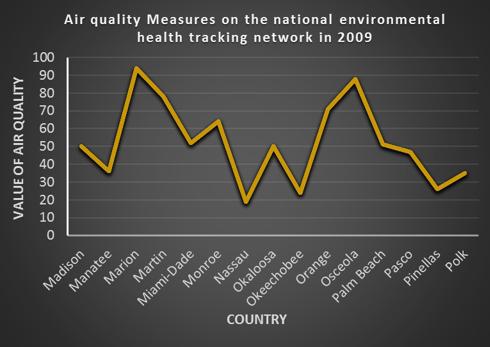 Air quality Measures on the national environmental
health tracking network in 2009
VALUE OF AIR QUALITY
100
90
80
70
60
50
40
30
20
10
0
Madison
Manatee
Marion
Martin
Miami-Dade
Monroe
Nassau
Okaloosa
Okeechobee
Orange
Osceola
Palm Beach
Pasco
Pinellas
Polk
COUNTRY